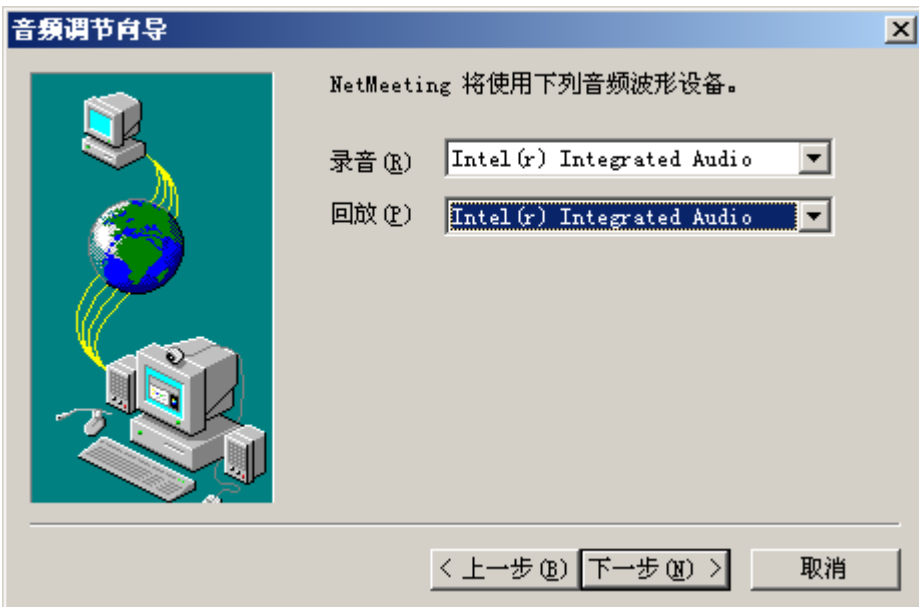 音频调节向导
NetMeeting 将使用下列音频波形设备。
录音(R) Intel(r) Integrated Audio
回放(P) Intel(r) Integrated Audio
< 上一步(B) 下一步(N) > 取消